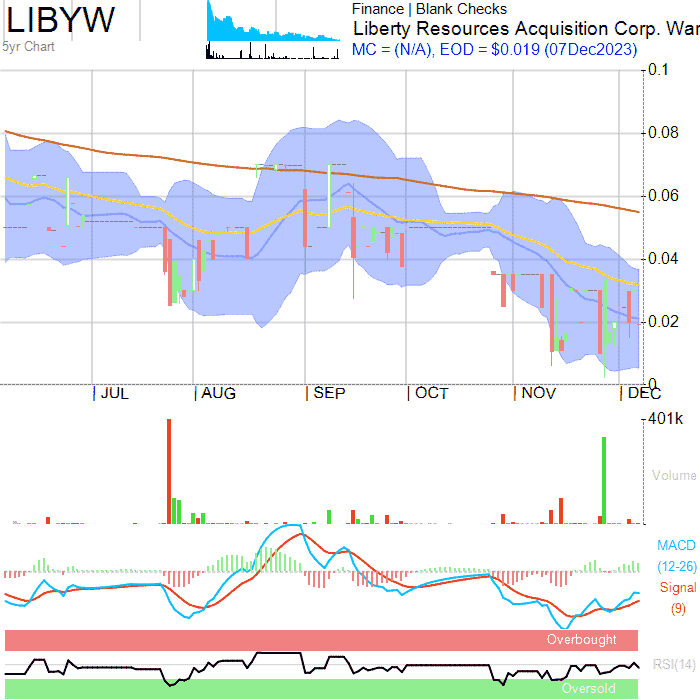 LIBYW
5yr Chart
Finance | Blank Checks
Liberty Resources Acquisition Corp. War
MC = (N/A), EOD = $0.019 (07Dec2023)
0.1
0.08
0.06
0.04
0.02
0
JUL AUG SEP OCT NOV DEC
401k
Volume
MACD
(12-26)
Signal
(9)
Overbought
RSI(14)
Oversold